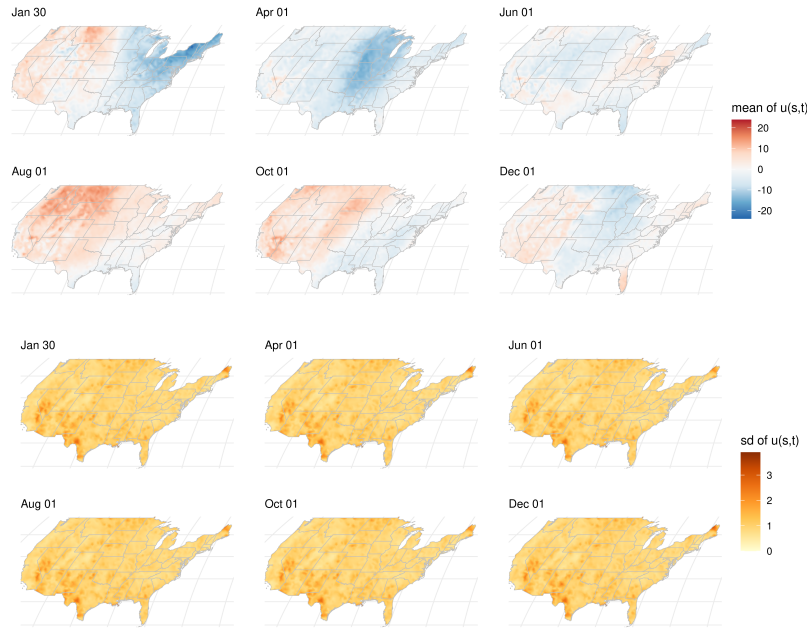 Jan 30
Apr 01
Jun 01
mean of u(s,t)
20
10
0
-10
-20
Aug 01
Oct 01
Dec 01
Jan 30
Apr 01
Jun 01
sd of u(s,t)
3
2
1
0
Aug 01
Oct 01
Dec 01